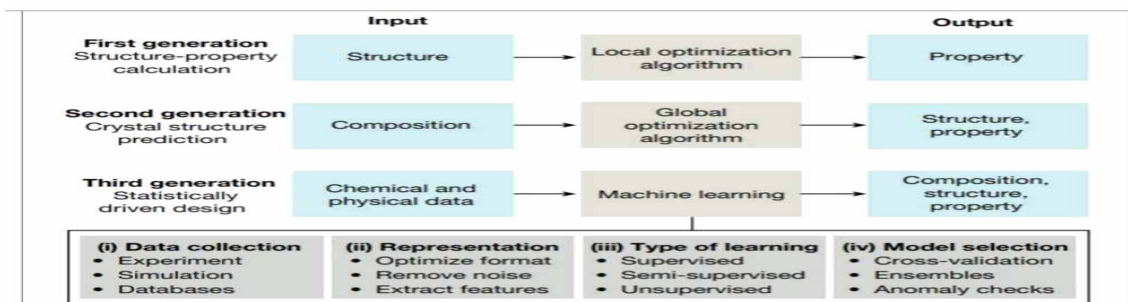 Input
Output
First generation
Structure-property
calculation
Structure
Local optimization
algorithm
Property
Second generation
Crystal structure
prediction
Composition
Global
optimization
algorithm
Structure,
property
Third generation
Statistically
driven design
Chemical and
physical data
Machine learning
Composition,
structure,
property
(i) Data collection
• Experiment
• Simulation
• Databases
(ii) Representation
• Optimize format
• Remove noise
• Extract features
(iii) Type of learning
• Supervised
• Semi-supervised
• Unsupervised
(iv) Model selection
• Cross-validation
• Ensembles
• Anomaly checks